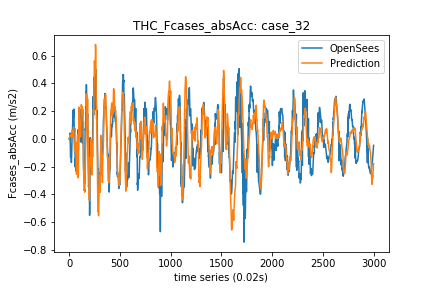 THC_Fcases_absAcc: case_32
OpenSees
Prediction
Fcases_absAcc (m/s2)
0.6
0.4
0.2
0.0
−0.2
−0.4
−0.6
−0.8
0 500 1000 1500 2000 2500 3000
time series (0.02s)